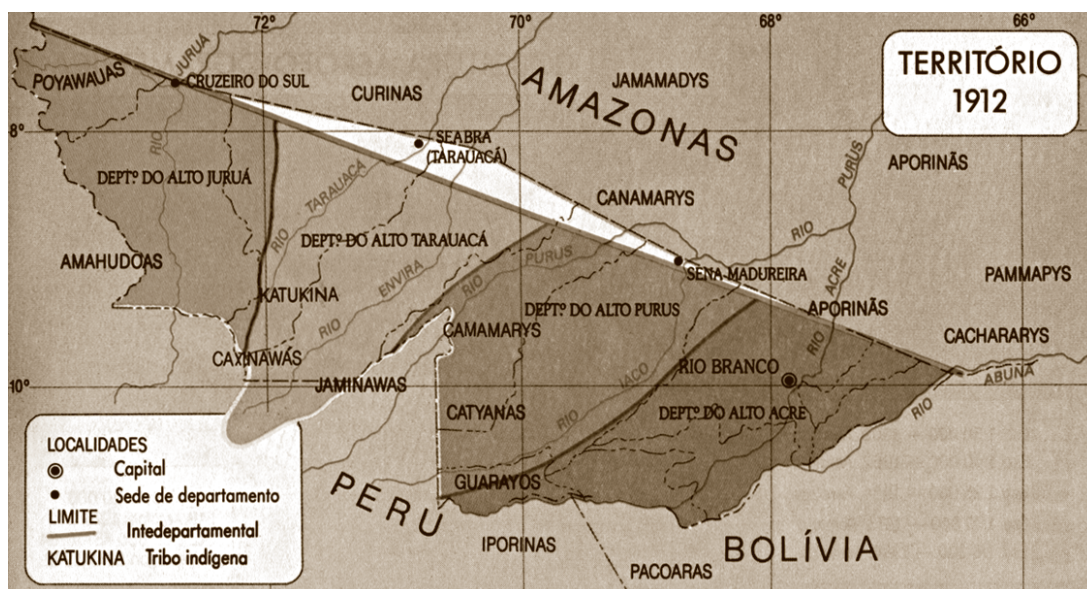 72°
70°
68°
66°
TERRITÓRIO
1912
POYAWAUAS
JURUÁ
CRUZEIRO DO SUL
CURINAS
AMAZONAS
JAMAMADYS
8°
SEABRA
(TARAUACÁ)
APORINÃS
PURUS
RIO
DEPTº. DO ALTO JURUÁ
TARAUACÁ
CANAMARYS
DEPTº. DO ALTO TARAUACÁ
RIO
RIO
AMAHUDOAS
PURUS
SENA MADUREIRA
ACRE
PAMMAPYS
KATUKINA
ENVIRA
RIO
DEPTº. DO ALTO PURUS
APORINÃS
RIO
CAMAMARYS
CACHARARYS
CAXINAWÁS
RIO
RIO BRANCO
ABUNÃ
10°
JAMINAWAS
IACO
RIO
CATYANAS
DEPTº. DO ALTO ACRE
RIO
GUARAYOS
PERU
IPORINAS
BOLÍVIA
PACOARAS
LOCALIDADES
Capital
Sede de departamento
LIMITE
Intedepartamental
KATUKINA Tribo indígena